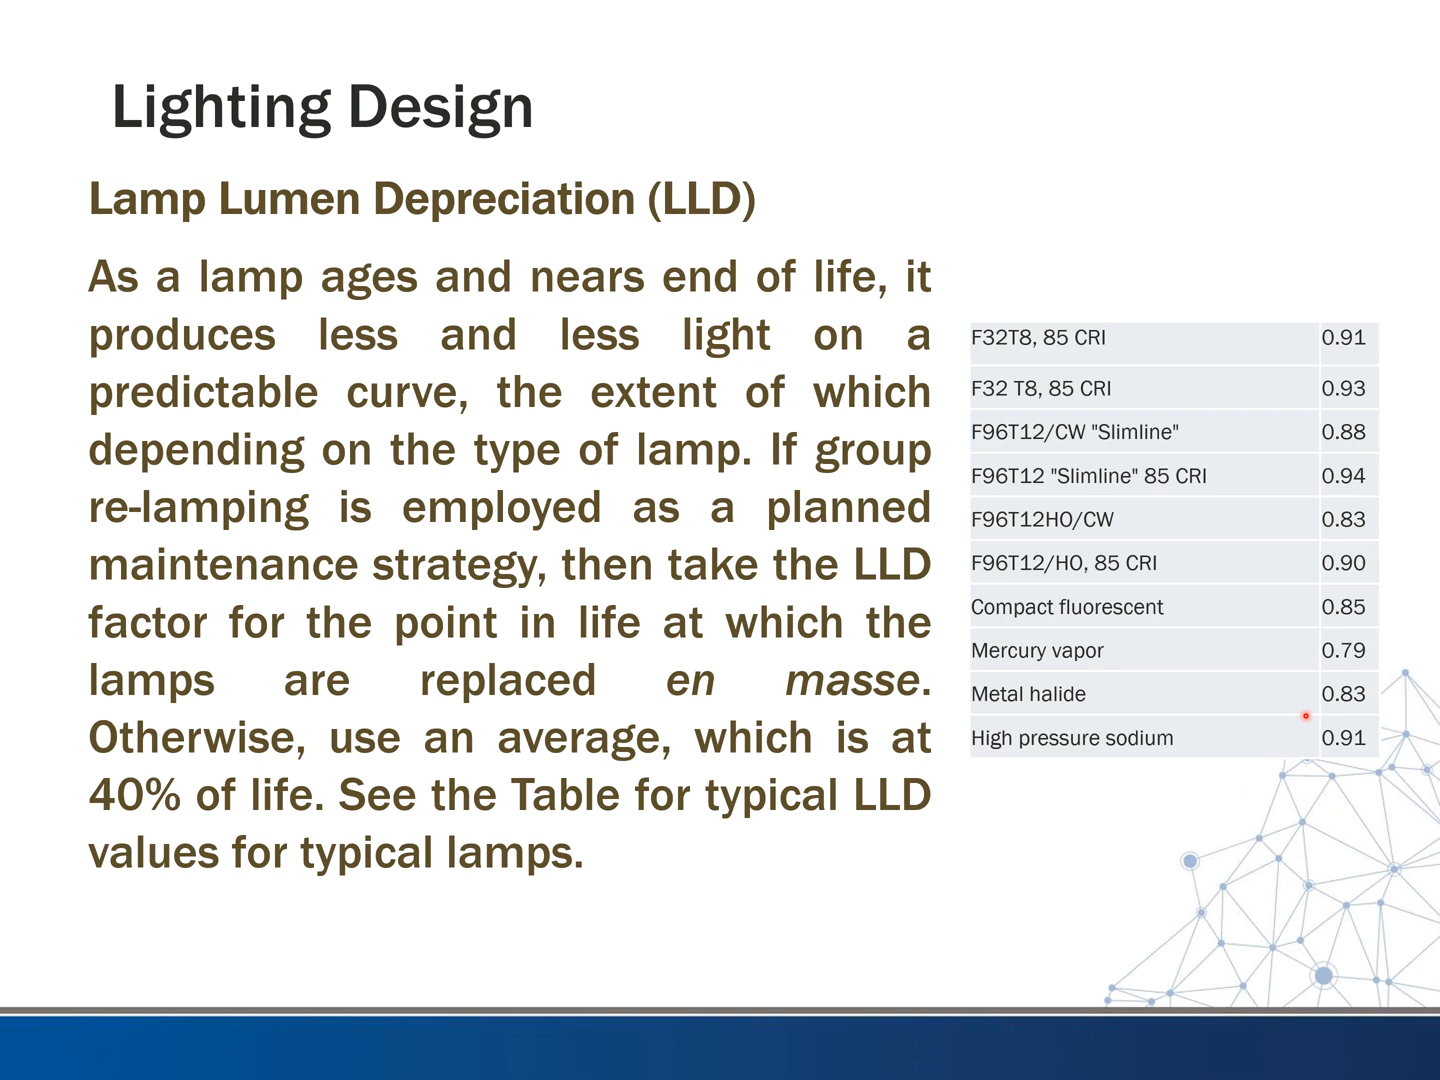 Lighting Design
Lamp Lumen Depreciation (LLD)
As a lamp ages and nears end of life, it
produces less and less light on a
predictable curve, the extent of which
depending on the type of lamp. If group
re-lamping is employed as a planned
maintenance strategy, then take the LLD
factor for the point in life at which the
lamps are replaced en masse.
Otherwise, use an average, which is at
40% of life. See the Table for typical LLD
values for typical lamps.
F32T8, 85 CRI 0.91
F32 T8, 85 CRI 0.93
F96T12/CW "Slimline" 0.88
F96T12 "Slimline" 85 CRI 0.94
F96T12HO/CW 0.83
F96T12/HO, 85 CRI 0.90
Compact fluorescent 0.85
Mercury vapor 0.79
Metal halide 0.83
High pressure sodium 0.91